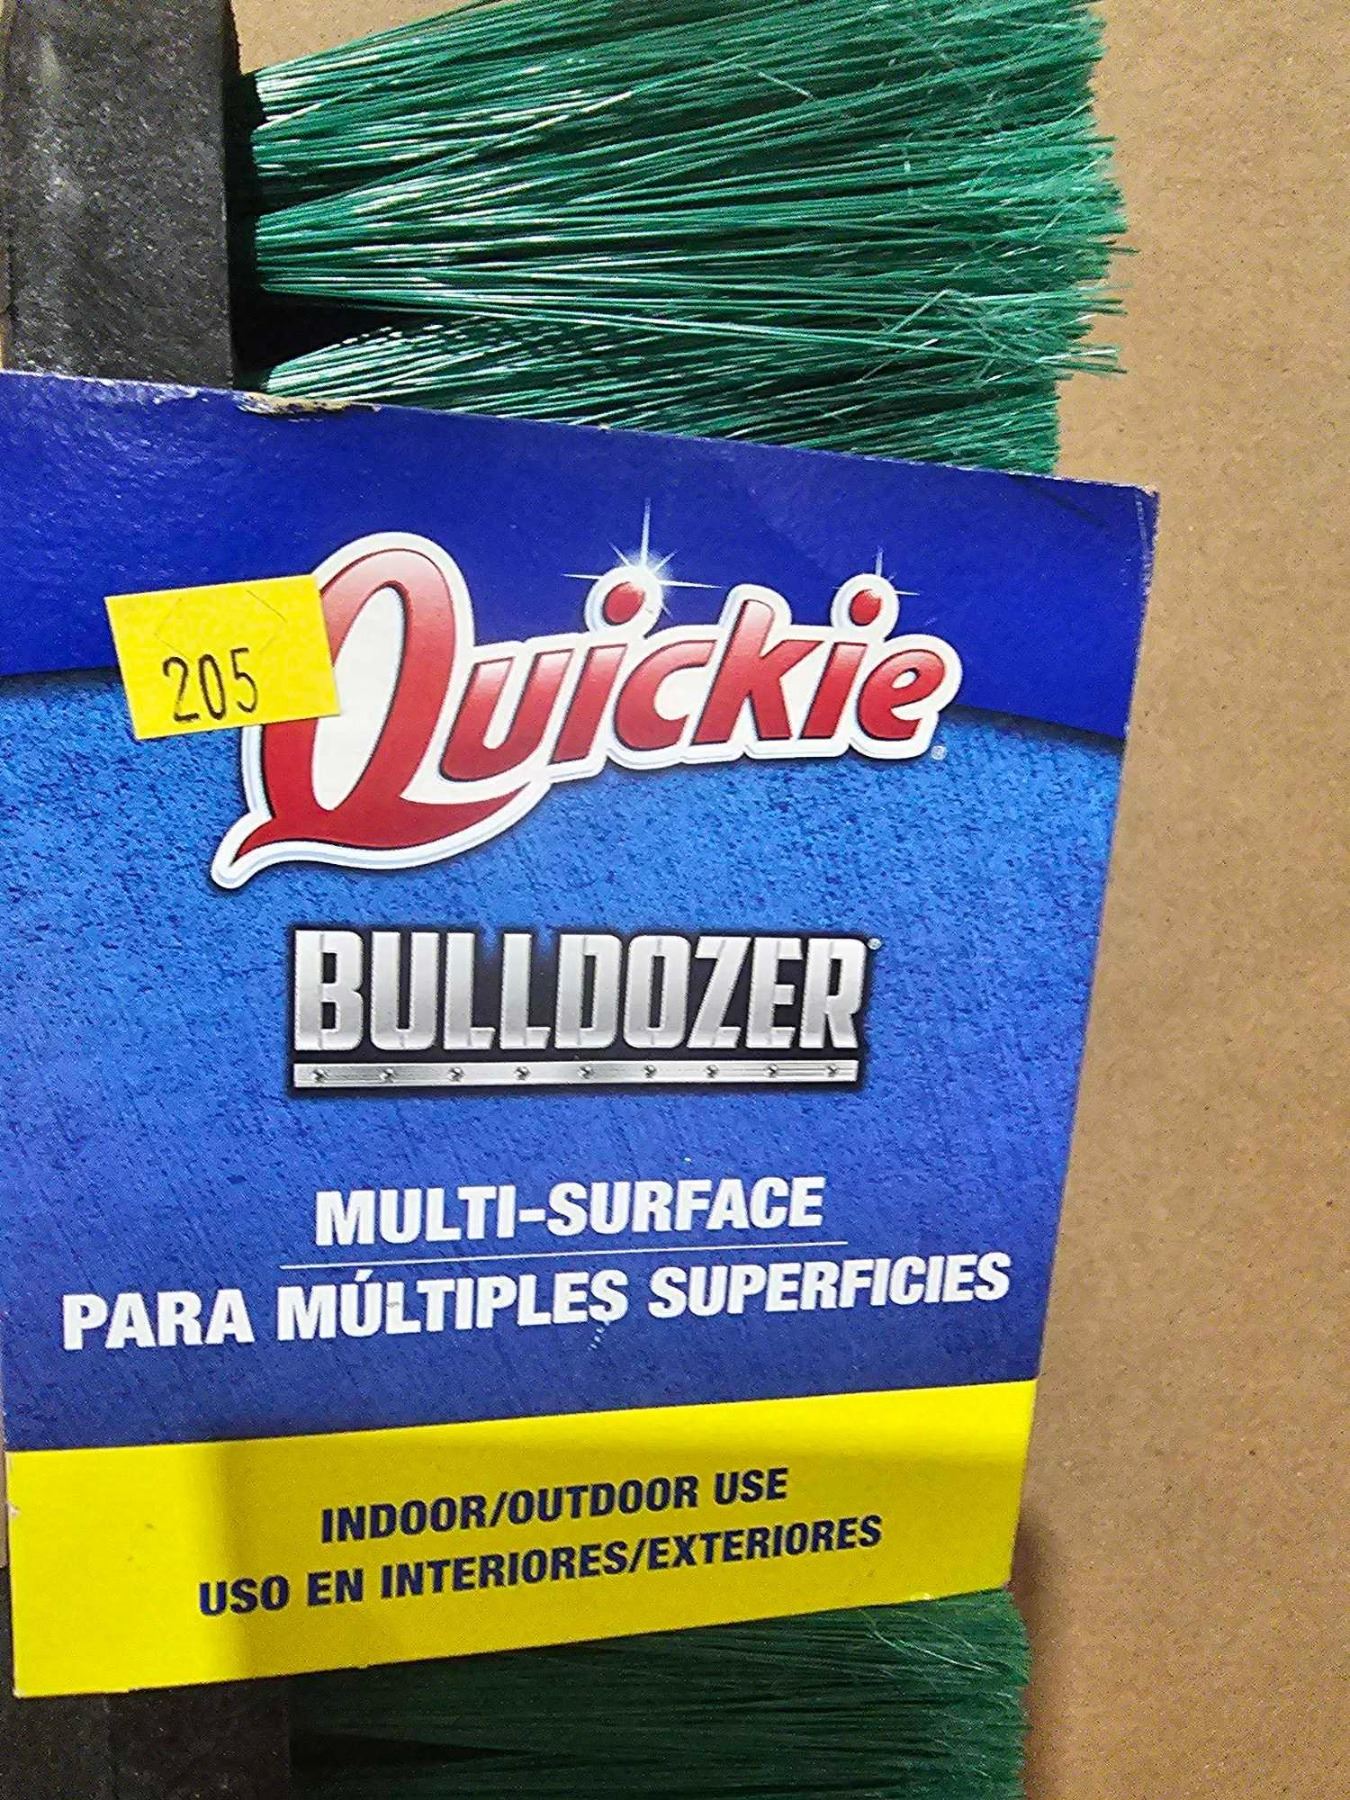 205
Quickie®
BULLDOZER®
MULTI-SURFACE
PARA MÚLTIPLES SUPERFICIES
INDOOR/OUTDOOR USE
USO EN INTERIORES/EXTERIORES